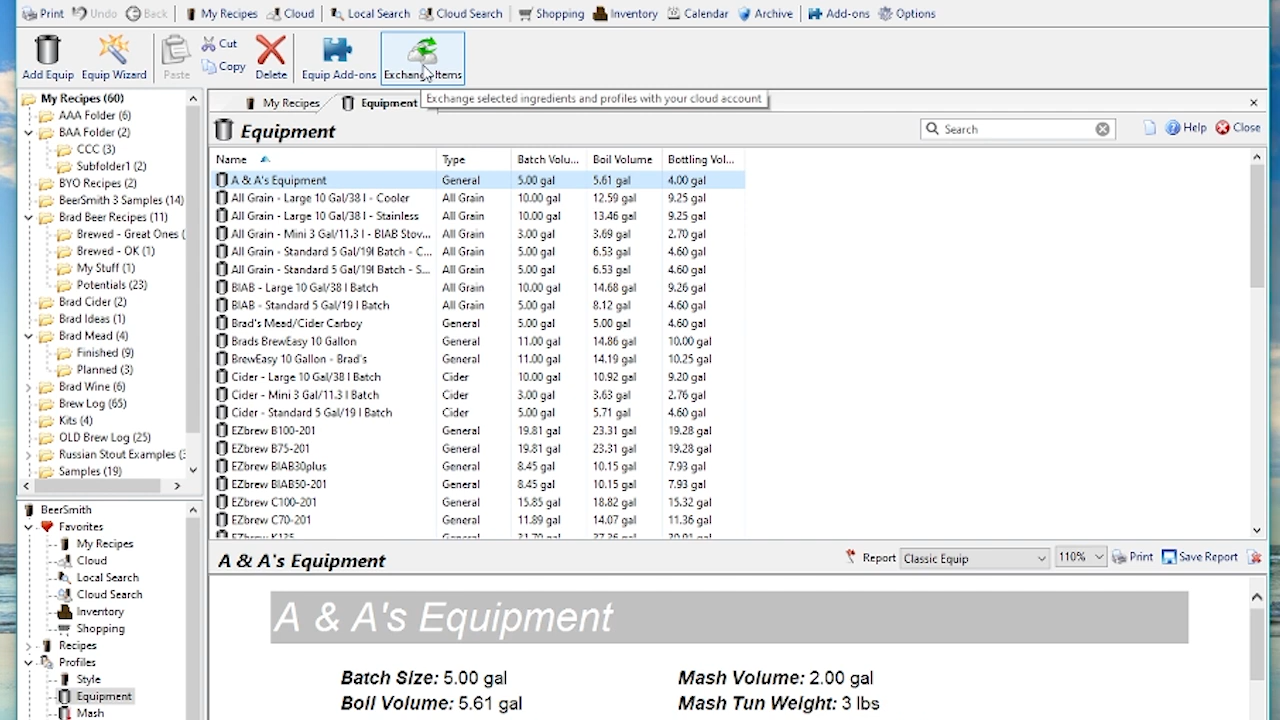 Print Undo Back My Recipes Cloud Local Search Cloud Search Shopping Inventory Calendar Archive Add-ons Options
Add Equip Equip Wizard Paste Cut Copy Delete Equip Add-ons Exchange Items
Exchange selected ingredients and profiles with your cloud account
My Recipes (60)
AAA Folder (6)
BAA Folder (2)
CCC (3)
Subfolder1 (2)
BYO Recipes (2)
BeerSmith 3 Samples (14)
Brad Beer Recipes (11)
Brewed - Great Ones (
Brewed - OK (1)
My Stuff (1)
Potentials (23)
Brad Cider (2)
Brad Ideas (1)
Brad Mead (4)
Finished (9)
Planned (3)
Brad Wine (6)
Brew Log (65)
Kits (4)
OLD Brew Log (25)
Russian Stout Examples (3
Samples (19)
BeerSmith
Favorites
My Recipes
Cloud
Local Search
Cloud Search
Inventory
Shopping
Recipes
Profiles
Style
Equipment
Mash
My Recipes Equipment
Equipment Search Help Close
Name Type Batch Volu... Boil Volume Bottling Vol...
A & A's Equipment General 5.00 gal 5.61 gal 4.00 gal
All Grain - Large 10 Gal/38 l - Cooler All Grain 10.00 gal 12.59 gal 9.25 gal
All Grain - Large 10 Gal/38 l - Stainless All Grain 10.00 gal 13.46 gal 9.25 gal
All Grain - Mini 3 Gal/11.3 l - BIAB Stov... All Grain 3.00 gal 3.69 gal 2.70 gal
All Grain - Standard 5 Gal/19l Batch - C... All Grain 5.00 gal 6.53 gal 4.60 gal
All Grain - Standard 5 Gal/19l Batch - S... All Grain 5.00 gal 6.53 gal 4.60 gal
BIAB - Large 10 Gal/38 l Batch All Grain 10.00 gal 14.68 gal 9.26 gal
BIAB - Standard 5 Gal/19 l Batch All Grain 5.00 gal 8.12 gal 4.60 gal
Brad's Mead/Cider Carboy General 5.00 gal 5.00 gal 4.60 gal
Brads BrewEasy 10 Gallon General 11.00 gal 14.86 gal 10.00 gal
BrewEasy 10 Gallon - Brad's General 11.00 gal 14.19 gal 10.25 gal
Cider - Large 10 Gal/38 l Batch Cider 10.00 gal 10.92 gal 9.20 gal
Cider - Mini 3 Gal/11.3 l Batch Cider 3.00 gal 3.63 gal 2.76 gal
Cider - Standard 5 Gal/19 l Batch Cider 5.00 gal 5.71 gal 4.60 gal
EZbrew B100-201 General 19.81 gal 23.31 gal 19.28 gal
EZbrew B75-201 General 19.81 gal 23.31 gal 19.28 gal
EZbrew BIAB30plus General 8.45 gal 10.15 gal 7.93 gal
EZbrew BIAB50-201 General 8.45 gal 10.15 gal 7.93 gal
EZbrew C100-201 General 15.85 gal 18.82 gal 15.32 gal
EZbrew C70-201 General 11.89 gal 14.07 gal 11.36 gal
A & A's Equipment Report Classic Equip 110% Print Save Report
A & A's Equipment
Batch Size: 5.00 gal Mash Volume: 2.00 gal
Boil Volume: 5.61 gal Mash Tun Weight: 3 lbs